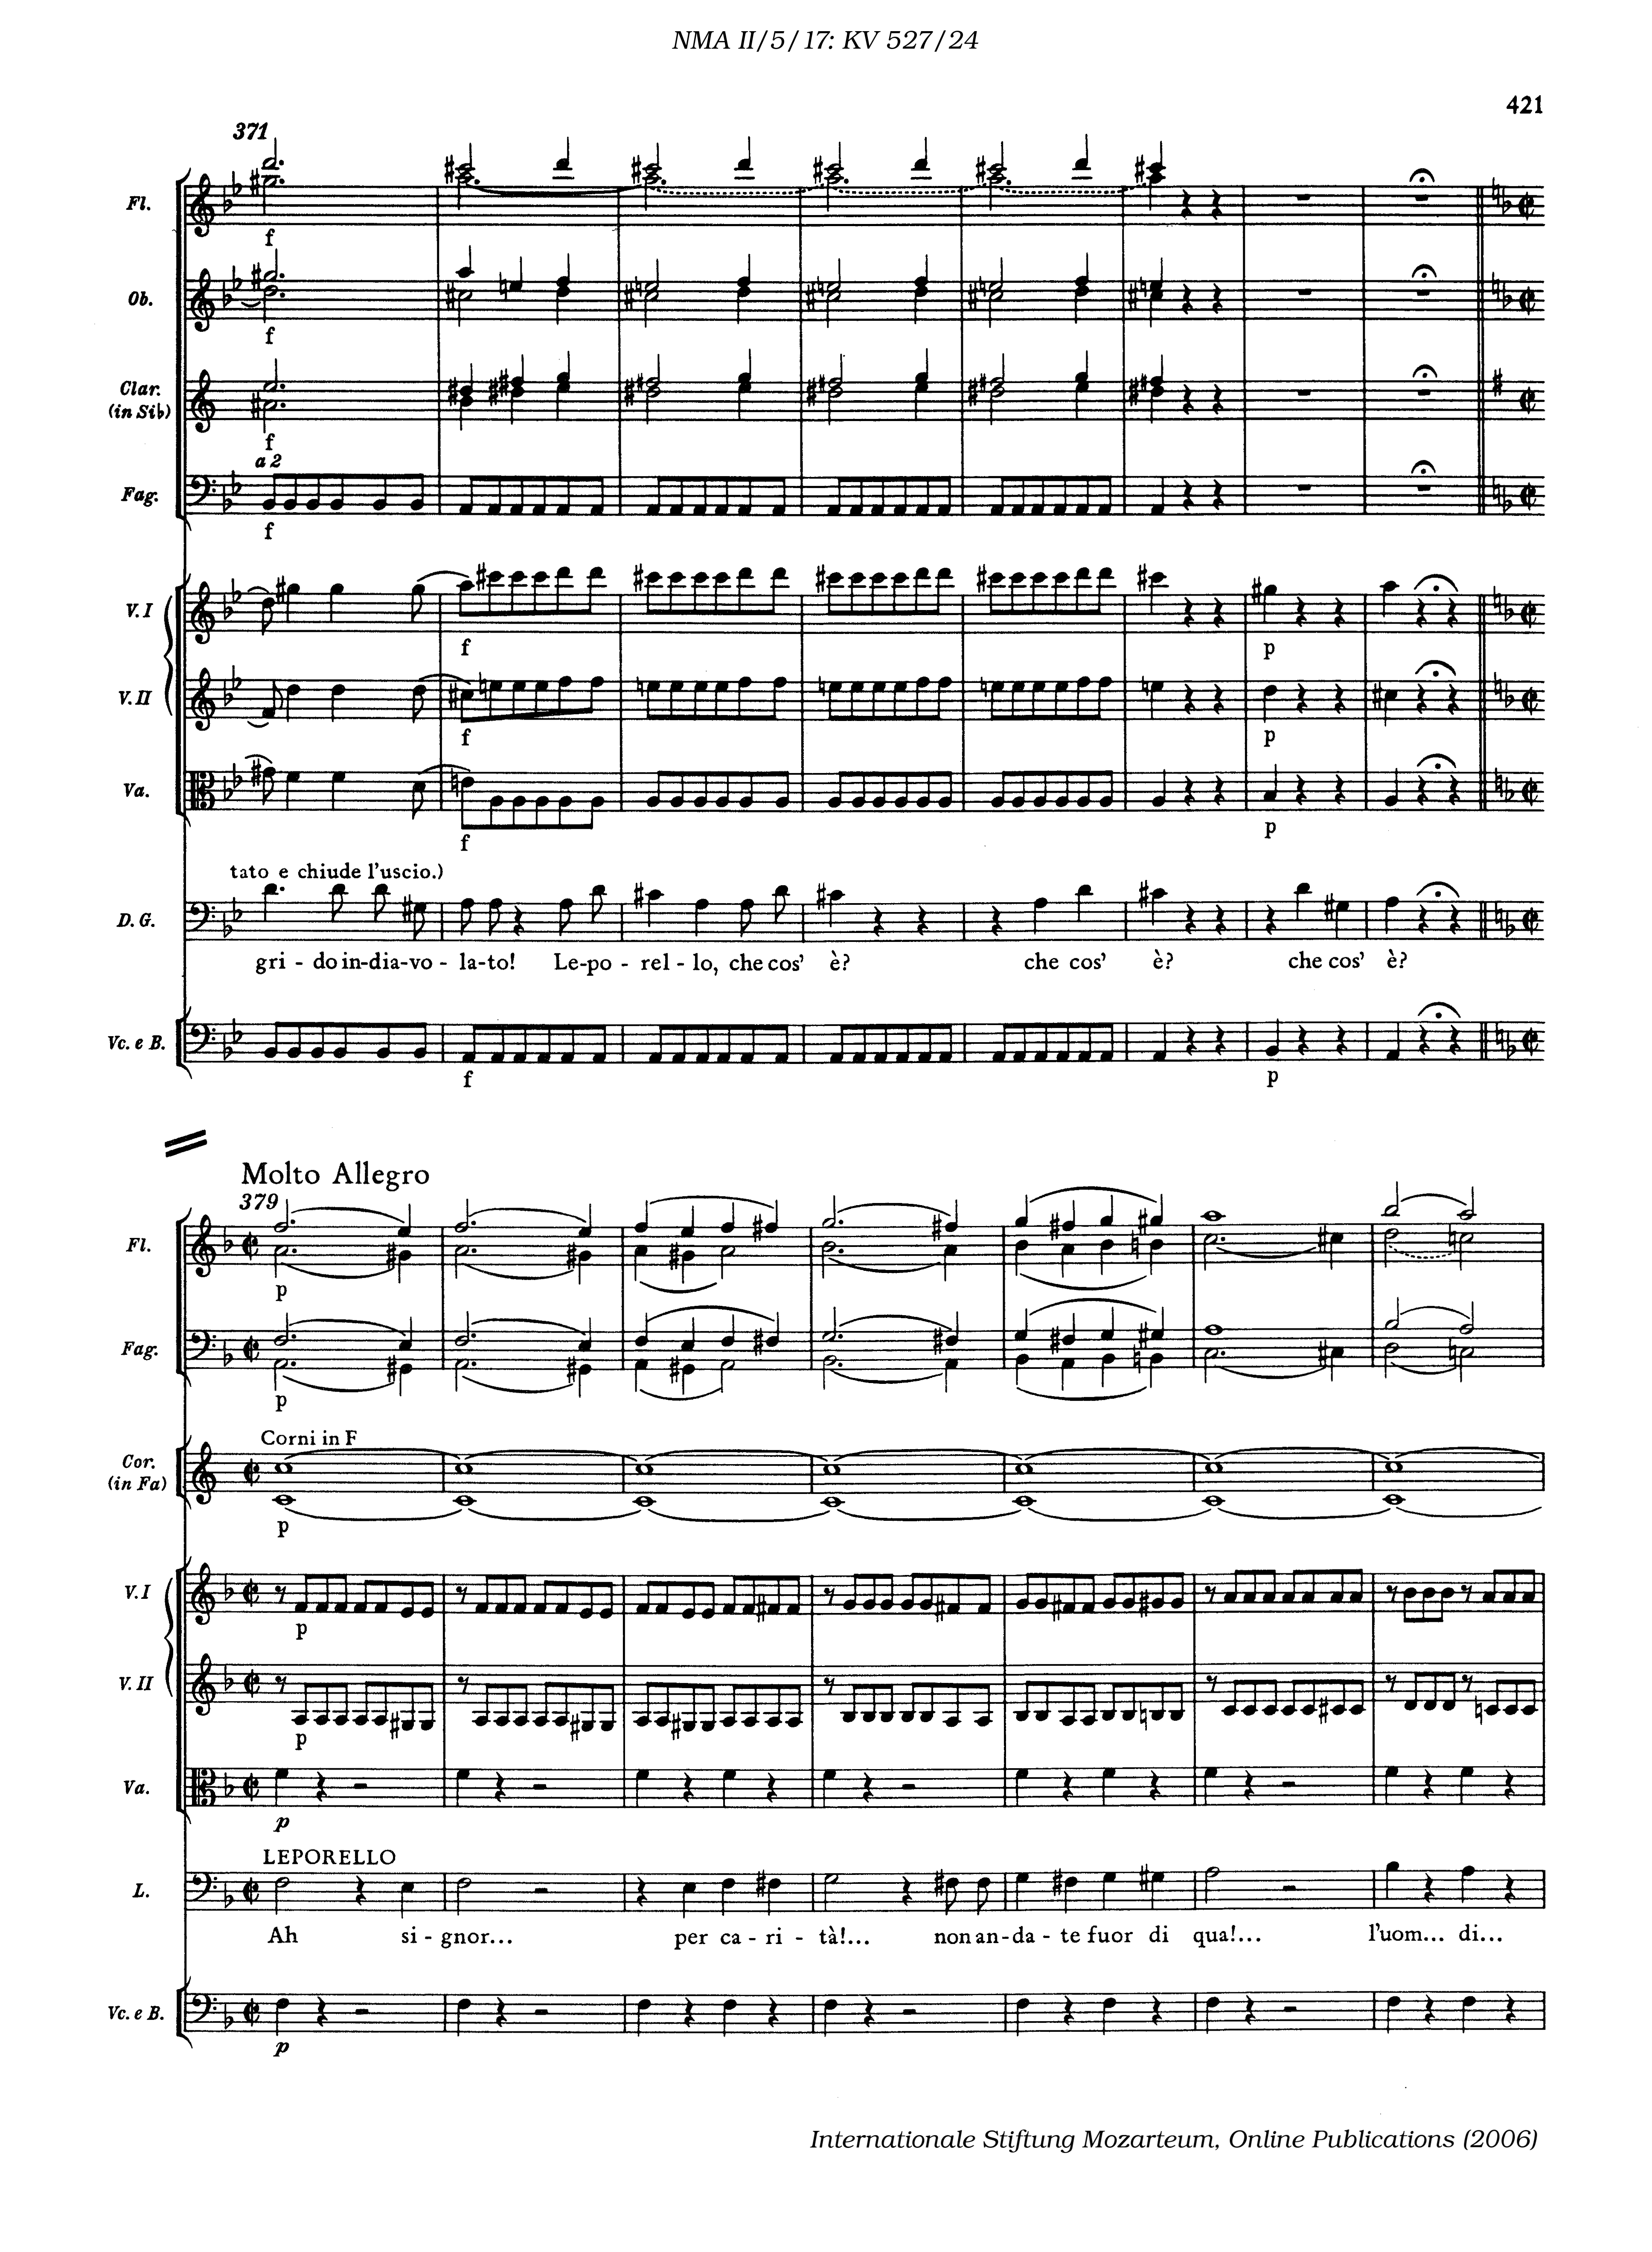 NMA II/5/17: KV 527/24
421
371
Fl.
f
Ob.
f
Clar.
(in Sib)
f
a 2
Fag.
f
V. I
f
p
V. II
f
p
Va.
f
p
tato e chiude l'uscio.)
D. G.
gri - do in-dia-vo - la-to! Le-po - rel - lo, che cos' è? che cos' è? che cos' è?
Vc. e B.
f
p
Molto Allegro
379
Fl.
p
Fag.
p
Corni in F
Cor.
(in Fa)
p
V. I
p
V. II
p
Va.
p
LEPORELLO
L.
Ah si - gnor... per ca - ri - tà!... non an-da - te fuor di qua!... l'uom... di...
Vc. e B.
p
Internationale Stiftung Mozarteum, Online Publications (2006)